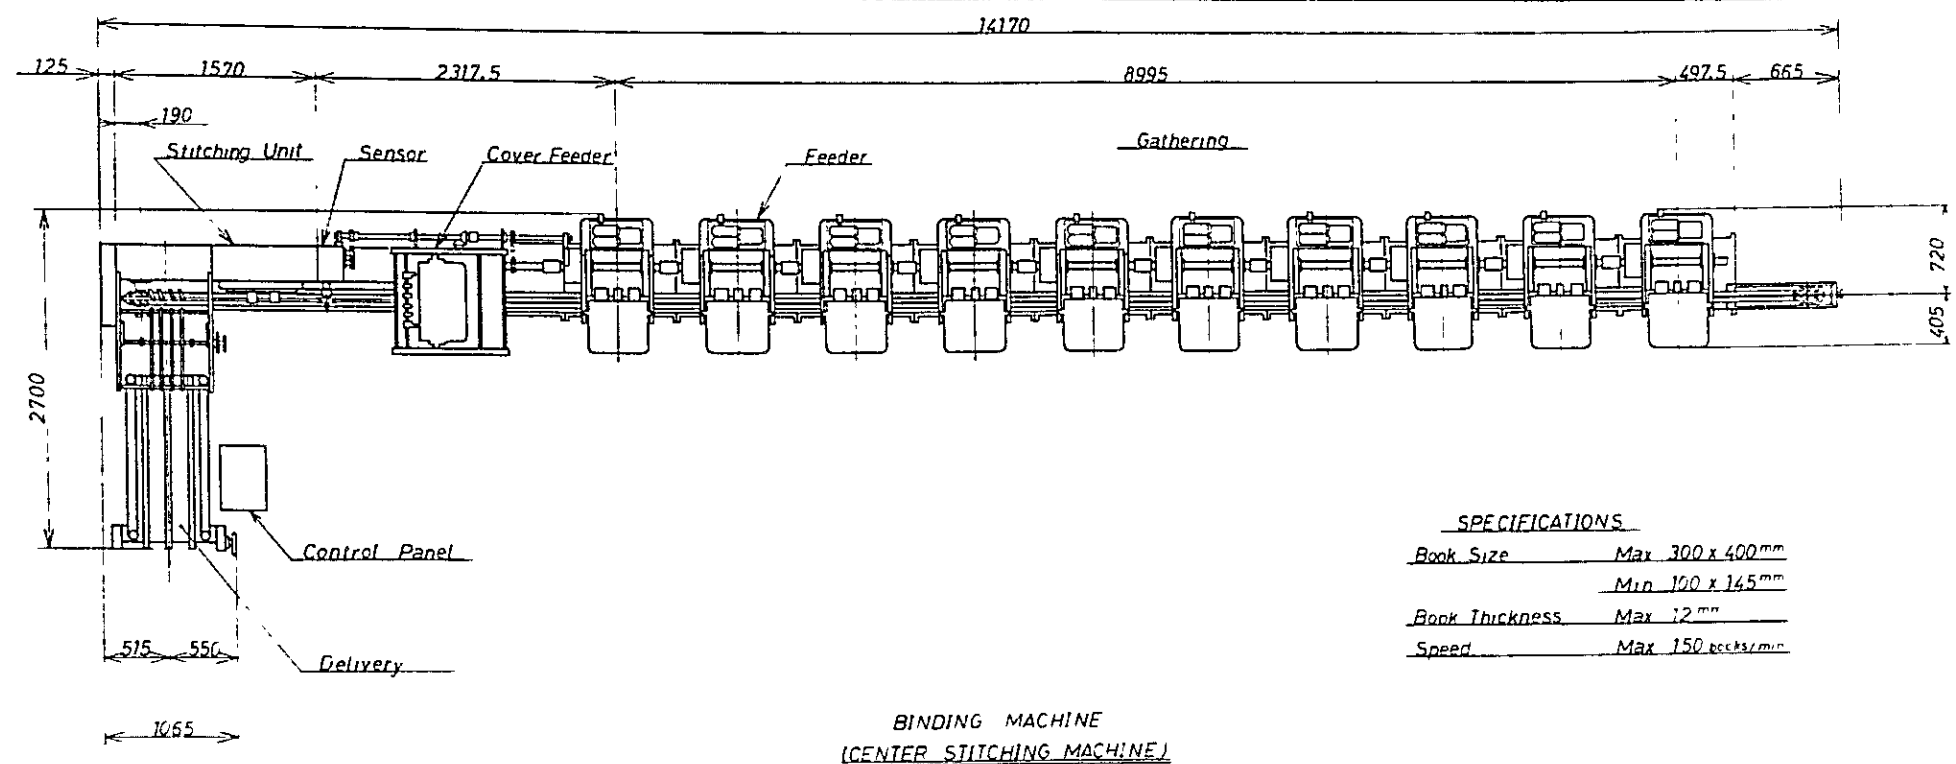 14170
125 1570 2317.5 8995 497.5 665
190
Stitching Unit Sensor Cover Feeder Feeder Gathering
720
405
2700
Control Panel
515 550
Delivery
1065
SPECIFICATIONS
Book Size Max 300 x 400mm
Min 100 x 145mm
Book Thickness Max 12mm
Speed Max 150 books/min
BINDING MACHINE
(CENTER STITCHING MACHINE)